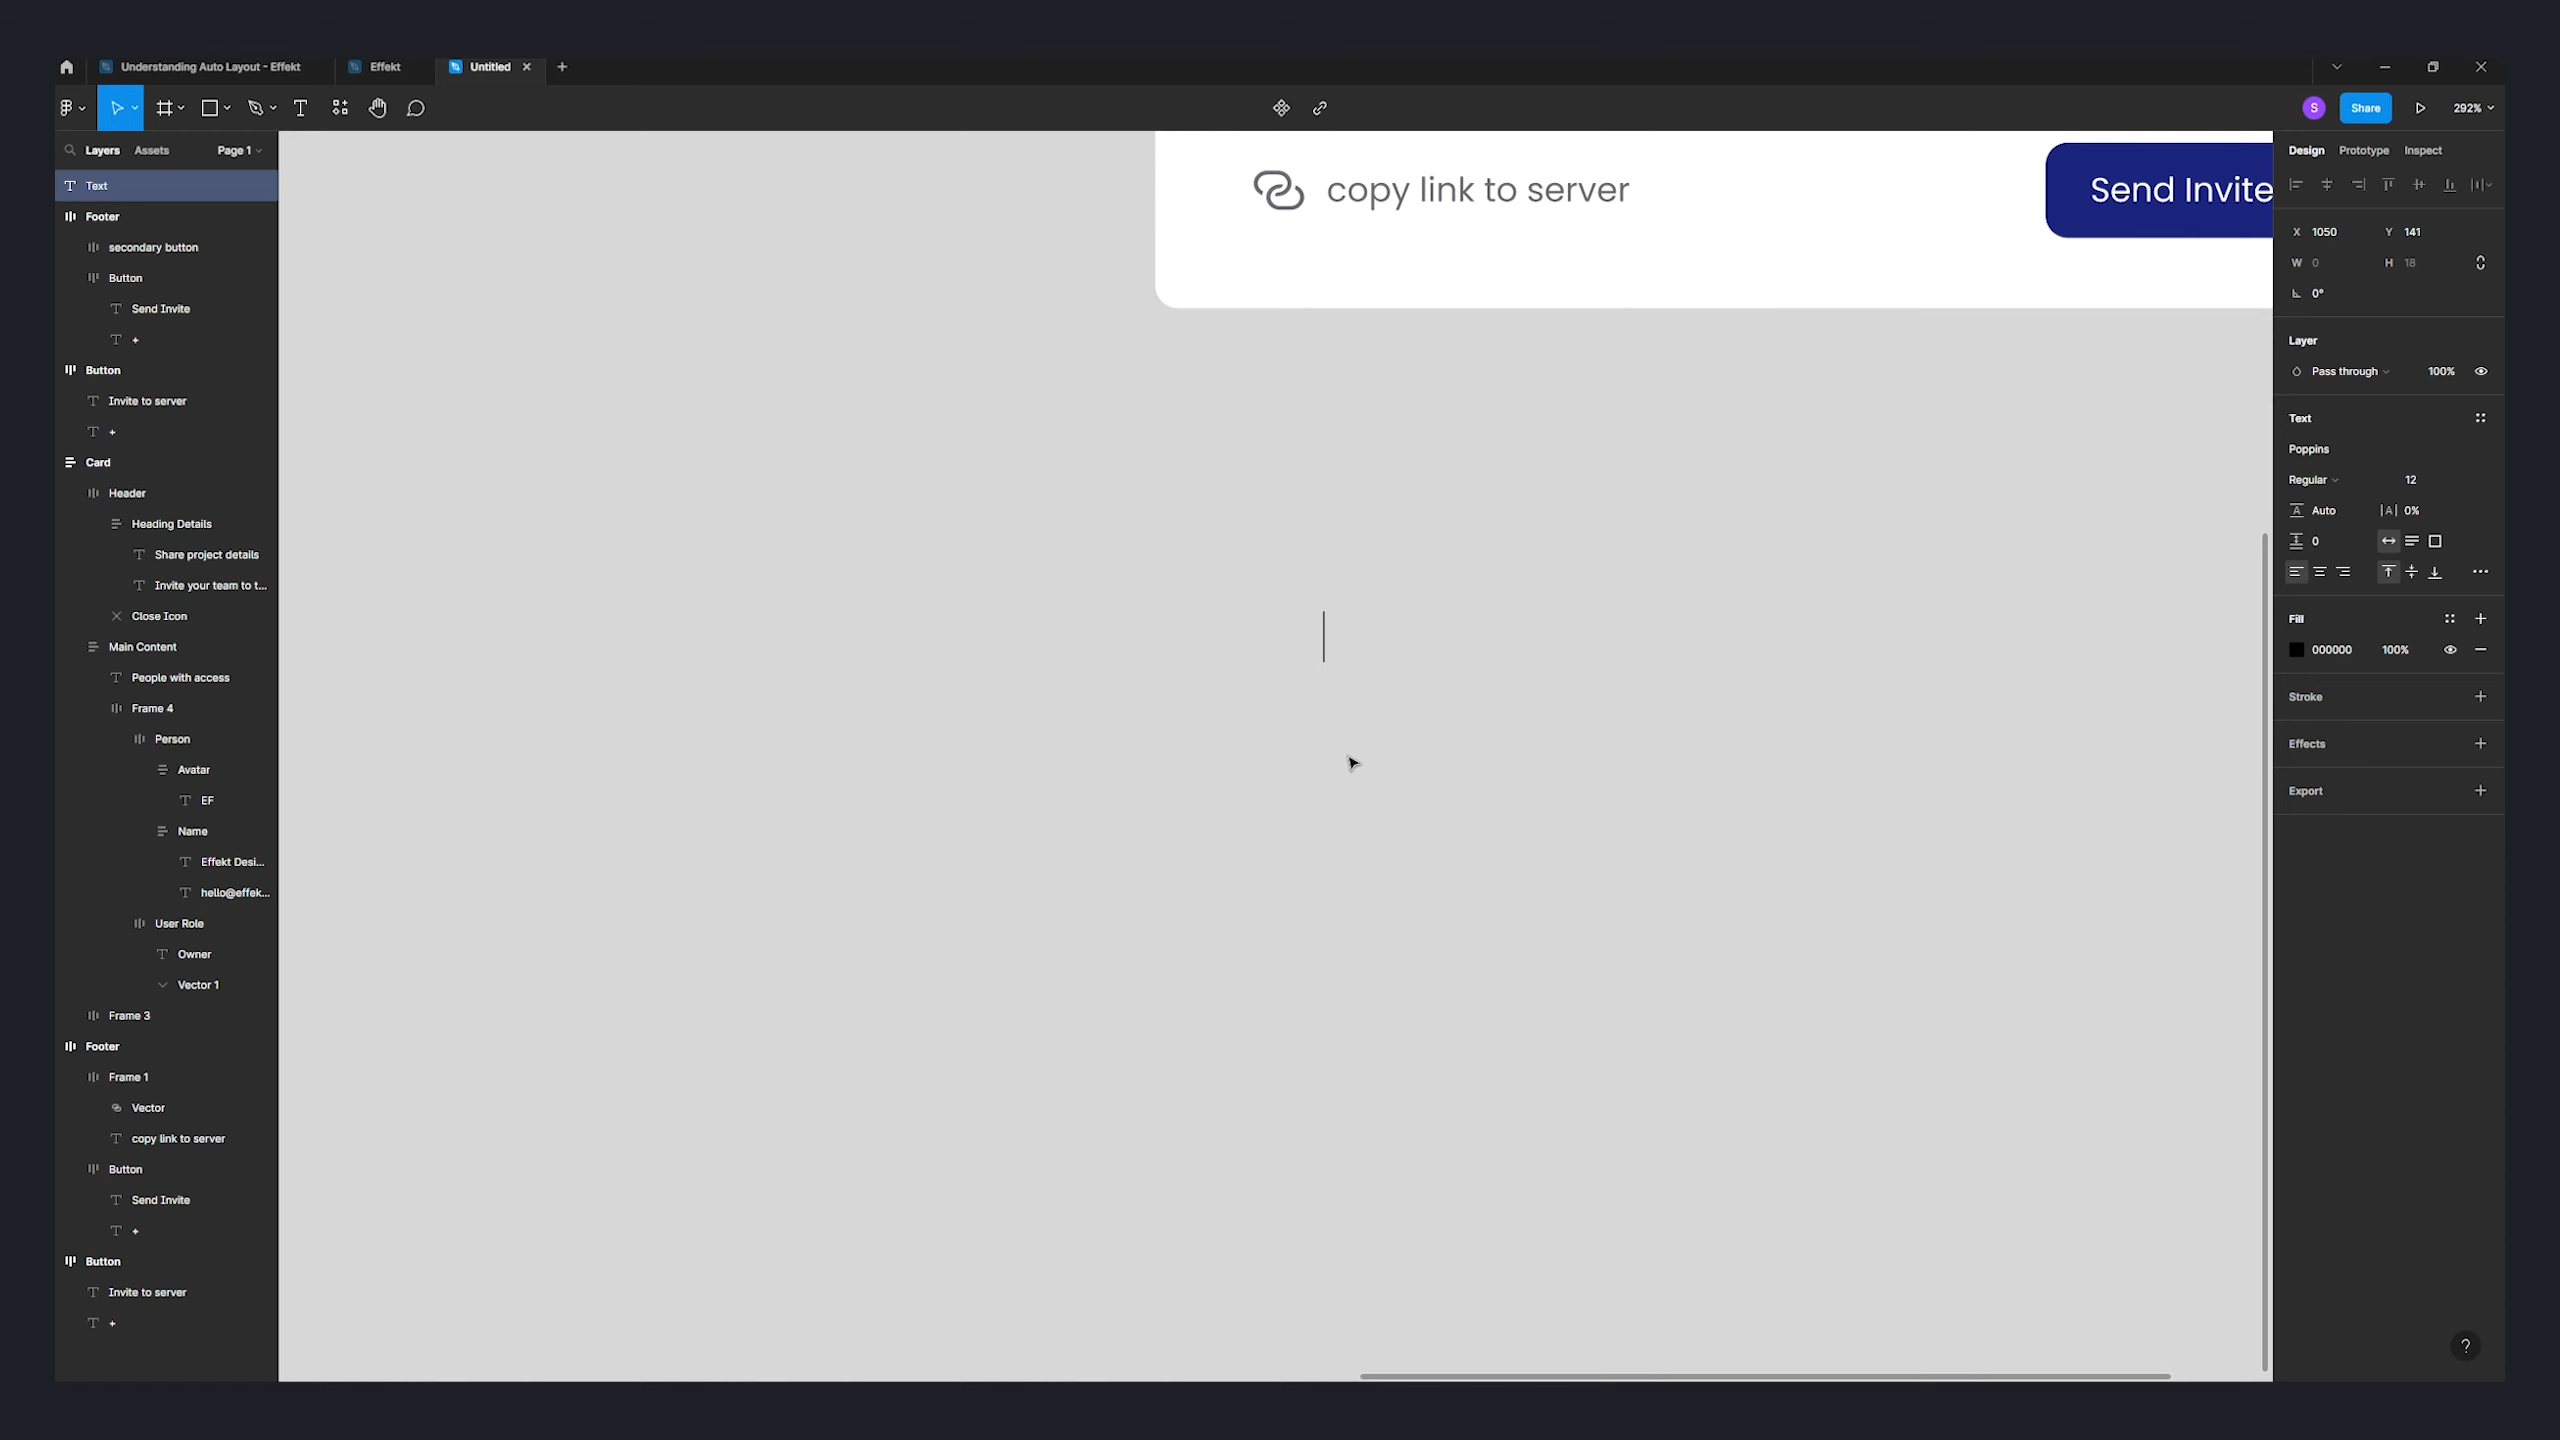 Understanding Auto Layout - Effekt
Effekt
Untitled
S
Share
292%
Layers
Assets
Page 1
Text
Footer
secondary button
Button
Send Invite
+
Button
Invite to server
+
Card
Header
Heading Details
Share project details
Invite your team to t...
Close Icon
Main Content
People with access
Frame 4
Person
Avatar
EF
Name
Effekt Desi...
hello@effek...
User Role
Owner
Vector 1
Frame 3
Footer
Frame 1
Vector
copy link to server
Button
Send Invite
+
Button
Invite to server
+
copy link to server
Send Invite
Design
Prototype
Inspect
X 1050
Y 141
W 0
H 18
0°
Layer
Pass through
100%
Text
Poppins
Regular
12
Auto
|A| 0%
0
Fill
000000
100%
Stroke
Effects
Export
?